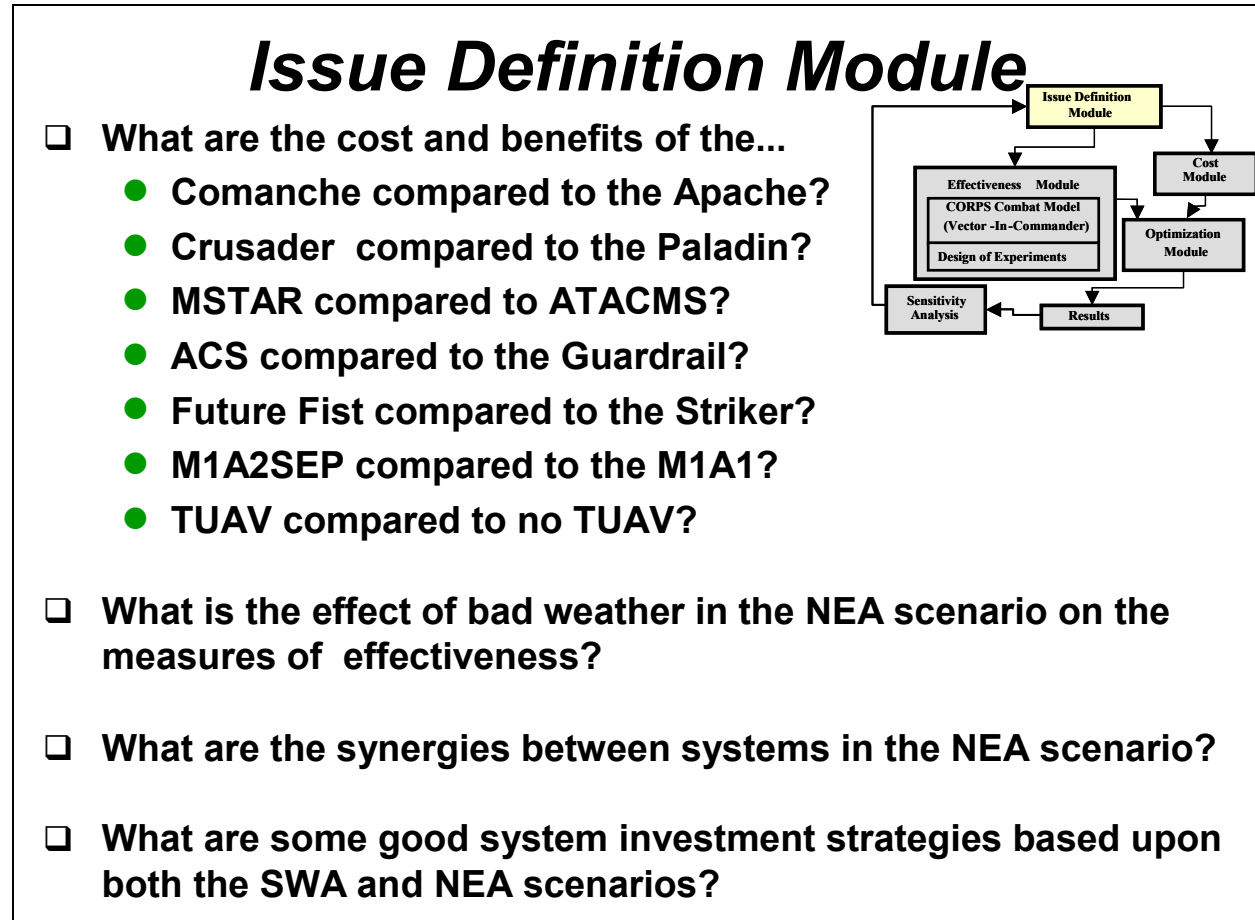 Issue Definition Module
❑ What are the cost and benefits of the...
● Comanche compared to the Apache?
● Crusader compared to the Paladin?
● MSTAR compared to ATACMS?
● ACS compared to the Guardrail?
● Future Fist compared to the Striker?
● M1A2SEP compared to the M1A1?
● TUAV compared to no TUAV?
❑ What is the effect of bad weather in the NEA scenario on the
measures of effectiveness?
❑ What are the synergies between systems in the NEA scenario?
❑ What are some good system investment strategies based upon
both the SWA and NEA scenarios?
Issue Definition
Module
Cost
Module
Effectiveness Module
CORPS Combat Model
(Vector -In-Commander)
Design of Experiments
Optimization
Module
Sensitivity
Analysis
Results